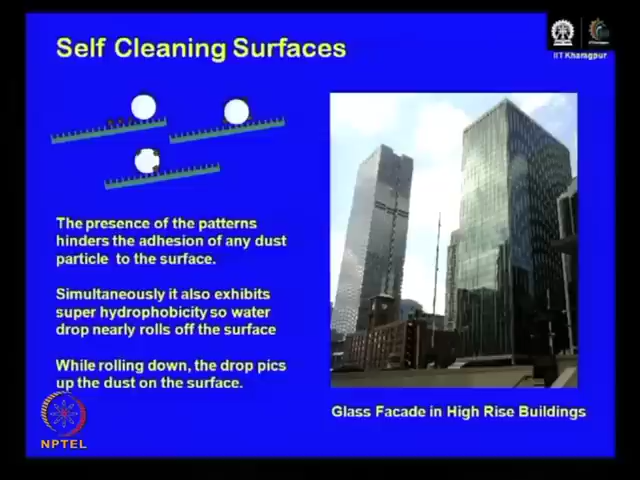 Self Cleaning Surfaces
IIT Kharagpur
The presence of the patterns
hinders the adhesion of any dust
particle to the surface.
Simultaneously it also exhibits
super hydrophobicity so water
drop nearly rolls off the surface
While rolling down, the drop pics
up the dust on the surface.
Glass Facade in High Rise Buildings
NPTEL